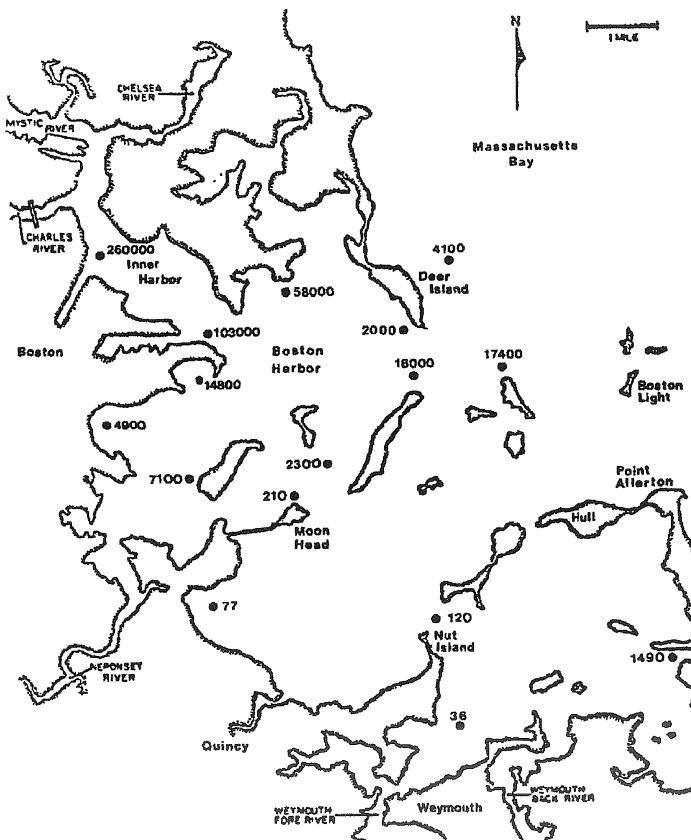 N
1 MILE
CHELSEA
RIVER
MYSTIC RIVER
Massachusetts
Bay
260000
Inner
Harbor
CHARLES
RIVER
4100
Deer
Island
58000
103000
2000
Boston
Boston
Harbor
18000
17400
14800
Boston
Light
4900
7100
2300
210
Moon
Head
Point
Allerton
Hull
77
120
Nut
Island
NEPONSET
RIVER
1490
Quincy
36
WEYMOUTH
FORE RIVER
Weymouth
WEYMOUTH
BACK RIVER